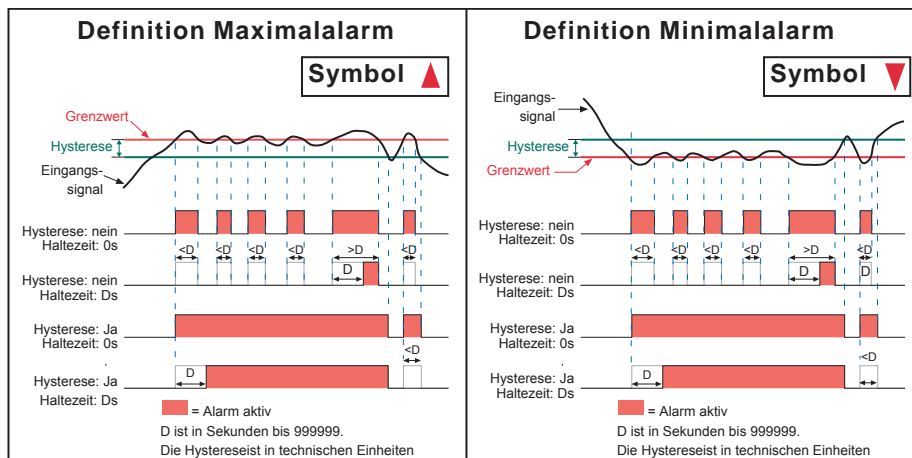 Definition Maximalalarm
Symbol
Grenzwert
Hysterese
Eingangs-
signal
Hysterese: nein
Haltezeit: 0s
<D
<D
<D
<D
>D
<D
D
Hysterese: nein
Haltezeit: Ds
Hysterese: Ja
Haltezeit: 0s
<D
D
Hysterese: Ja
Haltezeit: Ds
= Alarm aktiv
D ist in Sekunden bis 999999.
Die Hystereseist in technischen Einheiten
Definition Minimalalarm
Symbol
Eingangs-
signal
Hysterese
Grenzwert
Hysterese: nein
Haltezeit: 0s
<D
<D
<D
<D
>D
<D
D
D
Hysterese: nein
Haltezeit: Ds
Hysterese: Ja
Haltezeit: 0s
<D
D
Hysterese: Ja
Haltezeit: Ds
= Alarm aktiv
D ist in Sekunden bis 999999.
Die Hystereseist in technischen Einheiten